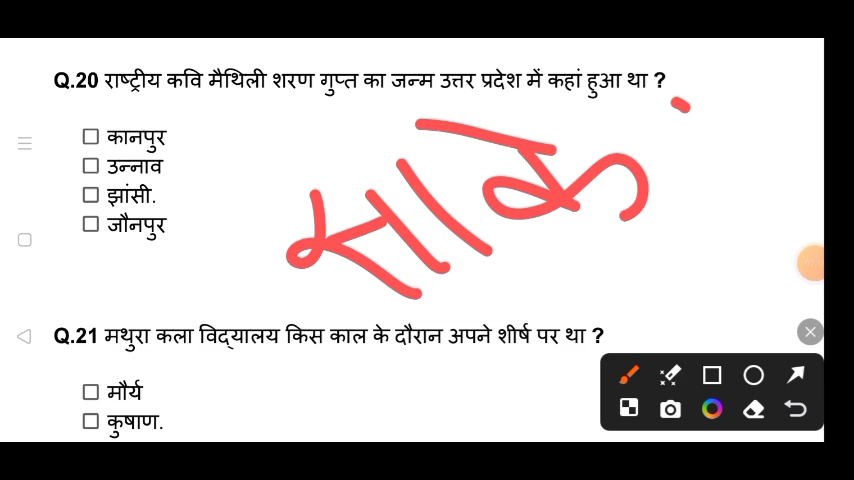 Q.20 राष्ट्रीय कवि मैथिली शरण गुप्त का जन्म उत्तर प्रदेश में कहां हुआ था ?
कानपुर
उन्नाव
झांसी.
जौनपुर
साक
Q.21 मथुरा कला विद्यालय किस काल के दौरान अपने शीर्ष पर था ?
मौर्य
कुषाण.